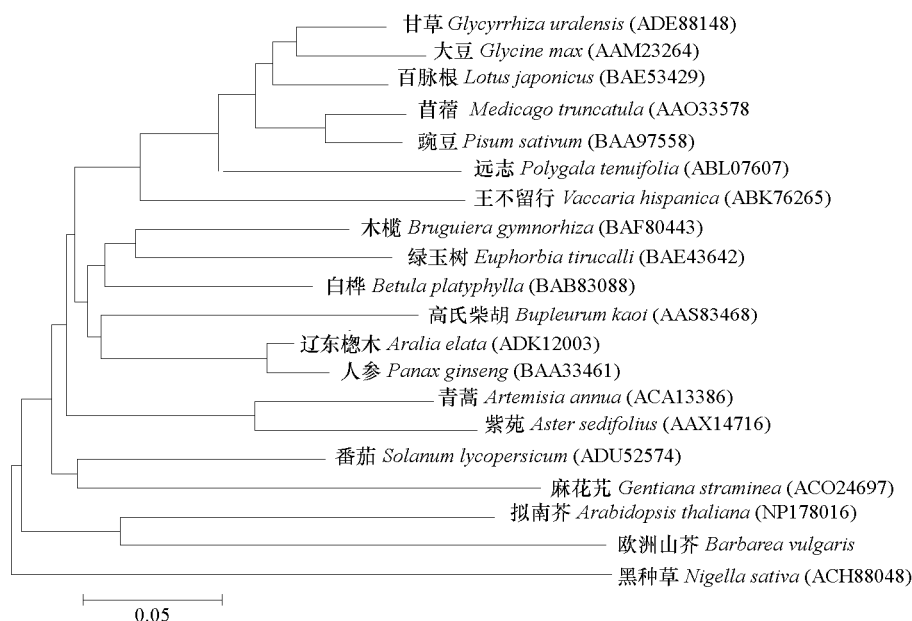 甘草 Glycyrrhiza uralensis (ADE88148)
大豆 Glycine max (AAM23264)
百脉根 Lotus japonicus (BAE53429)
苜蓿 Medicago truncatula (AAO33578
豌豆 Pisum sativum (BAA97558)
远志 Polygala tenuifolia (ABL07607)
王不留行 Vaccaria hispanica (ABK76265)
木榄 Bruguiera gymnorhiza (BAF80443)
绿玉树 Euphorbia tirucalli (BAE43642)
白桦 Betula platyphylla (BAB83088)
高氏柴胡 Bupleurum kaoi (AAS83468)
辽东楤木 Aralia elata (ADK12003)
人参 Panax ginseng (BAA33461)
青蒿 Artemisia annua (ACA13386)
紫苑 Aster sedifolius (AAX14716)
番茄 Solanum lycopersicum (ADU52574)
麻花艽 Gentiana straminea (ACO24697)
拟南芥 Arabidopsis thaliana (NP178016)
欧洲山芥 Barbarea vulgaris
黑种草 Nigella sativa (ACH88048)
0.05